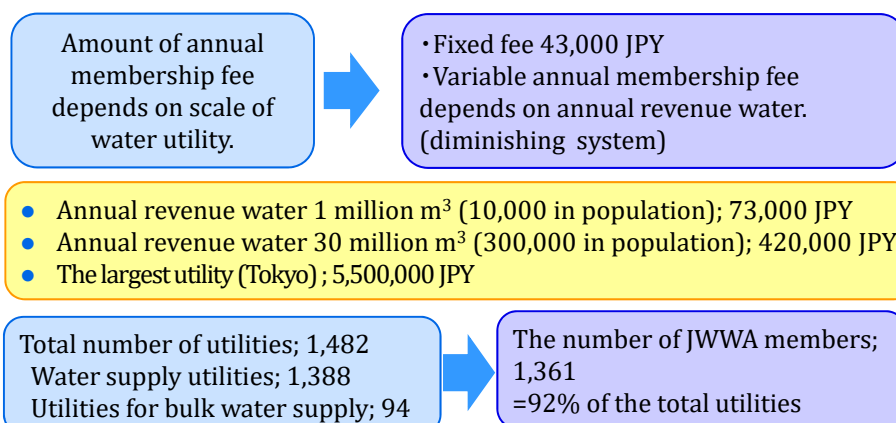 Amount of annual
membership fee
depends on scale of
water utility.
・Fixed fee 43,000 JPY
・Variable annual membership fee
depends on annual revenue water.
(diminishing system)
● Annual revenue water 1 million m³ (10,000 in population); 73,000 JPY
● Annual revenue water 30 million m³ (300,000 in population); 420,000 JPY
● The largest utility (Tokyo) ; 5,500,000 JPY
Total number of utilities; 1,482
Water supply utilities; 1,388
Utilities for bulk water supply; 94
The number of JWWA members;
1,361
=92% of the total utilities